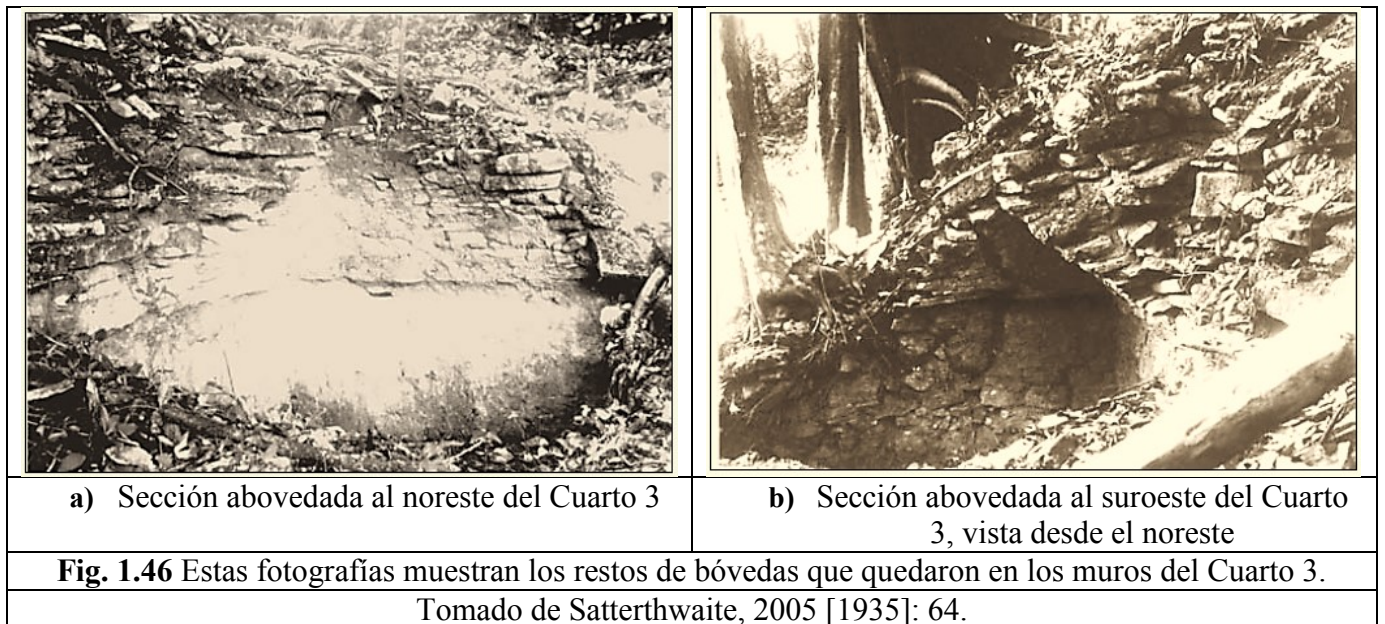 a) Sección abovedada al noreste del Cuarto 3
b) Sección abovedada al suroeste del Cuarto
3, vista desde el noreste
Fig. 1.46 Estas fotografías muestran los restos de bóvedas que quedaron en los muros del Cuarto 3.
Tomado de Satterthwaite, 2005 [1935]: 64.